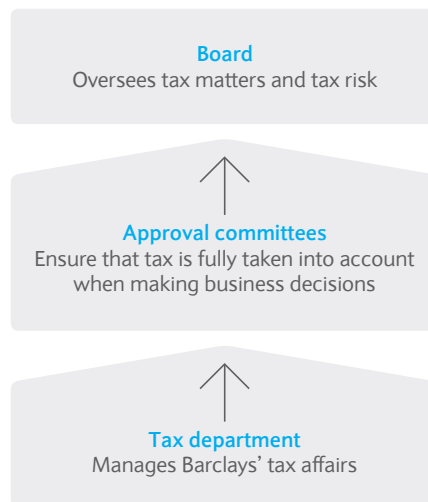 Board
Oversees tax matters and tax risk
Approval committees
Ensure that tax is fully taken into account
when making business decisions
Tax department
Manages Barclays’ tax affairs